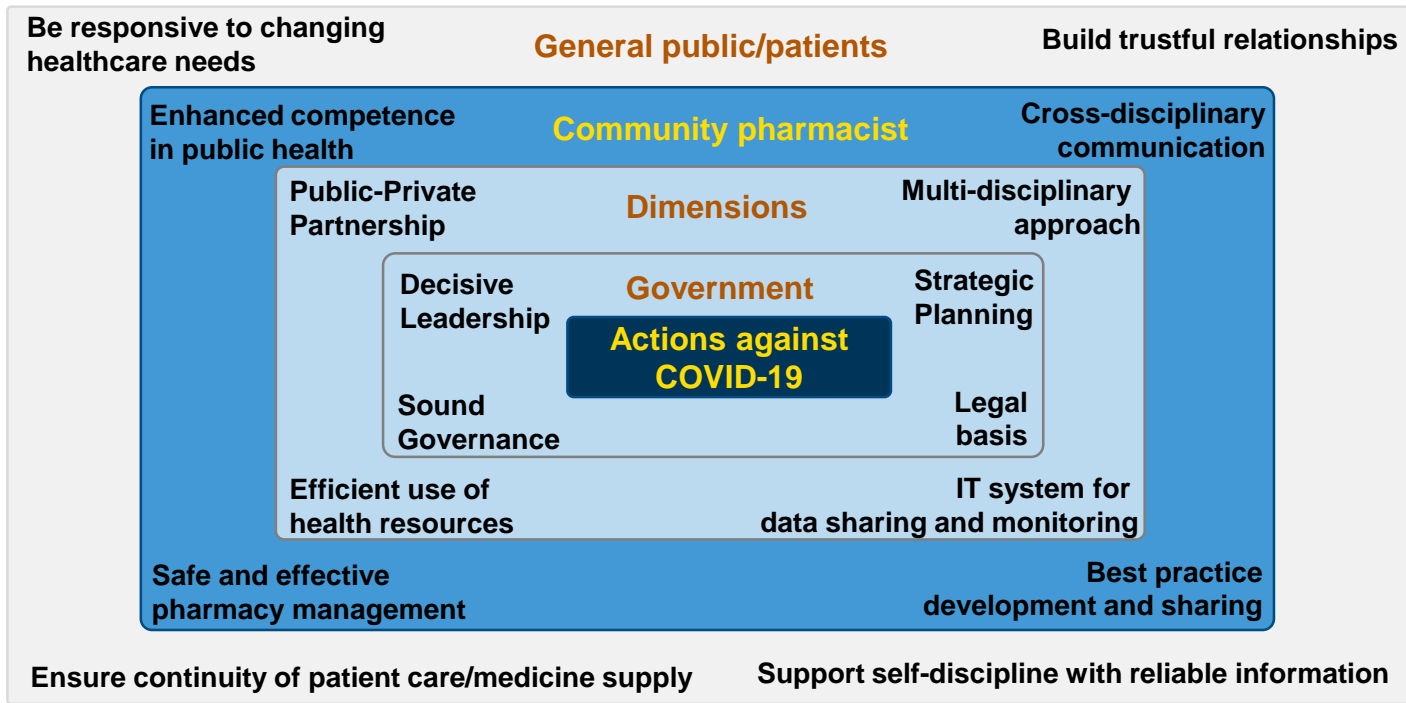 Be responsive to changing
healthcare needs
General public/patients
Build trustful relationships
Enhanced competence
in public health
Community pharmacist
Cross-disciplinary
communication
Public-Private
Partnership
Dimensions
Multi-disciplinary
approach
Decisive
Leadership
Government
Strategic
Planning
Actions against
COVID-19
Sound
Governance
Legal
basis
Efficient use of
health resources
IT system for
data sharing and monitoring
Safe and effective
pharmacy management
Best practice
development and sharing
Ensure continuity of patient care/medicine supply
Support self-discipline with reliable information